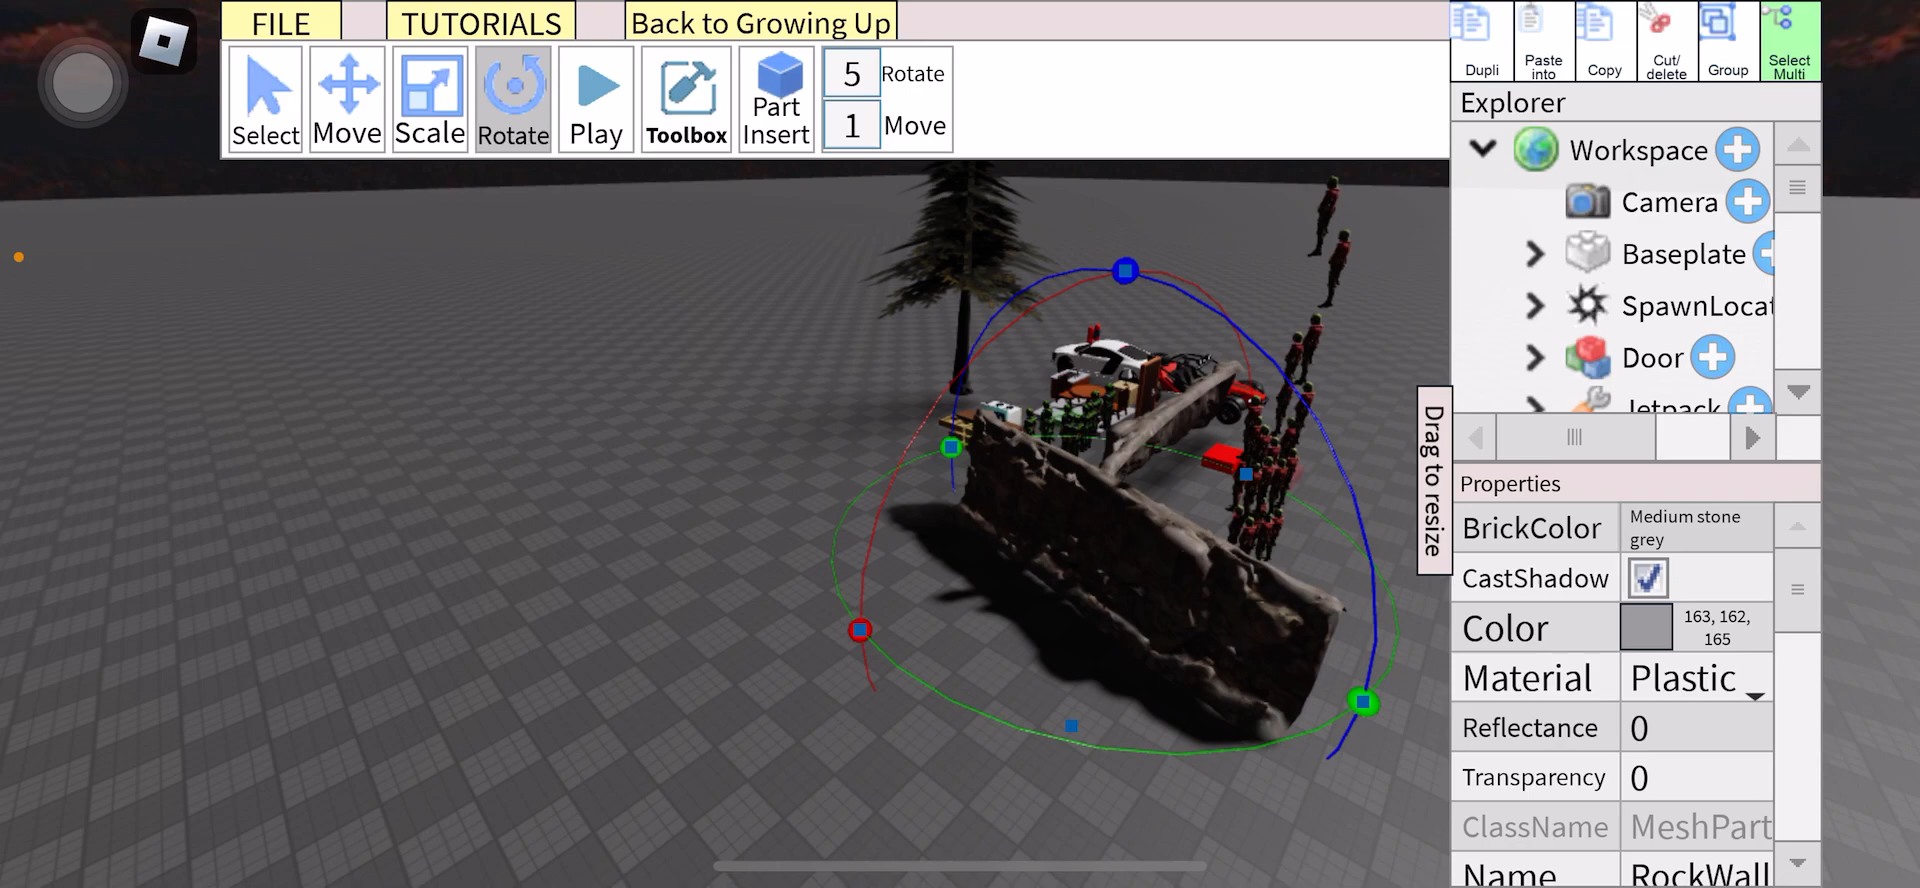 FILE
TUTORIALS
Back to Growing Up
Select
Move
Scale
Rotate
Play
Toolbox
Part
Insert
5 Rotate
1 Move
Dupli
Paste
into
Copy
Cut/
delete
Group
Select
Multi
Explorer
Workspace
Camera
Baseplate
SpawnLocat
Door
Jetpack
Drag to resize
Properties
BrickColor Medium stone
grey
CastShadow
Color 163, 162,
165
Material Plastic
Reflectance 0
Transparency 0
ClassName MeshPart
Name RockWall